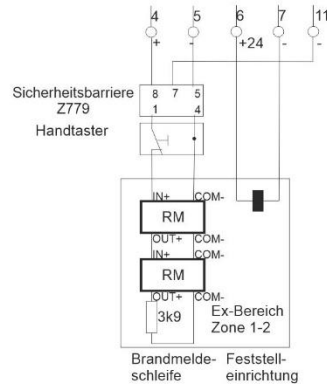 4 5 6 7 11
+ - +24 - -
Sicherheitsbarriere
Z779
8 7 5
1 4
Handtaster
IN+ COM-
RM
OUT+ COM-
IN+ COM-
RM
OUT+ COM-
3k9
Ex-Bereich
Zone 1-2
Brandmelde-
schleife
Feststell-
einrichtung